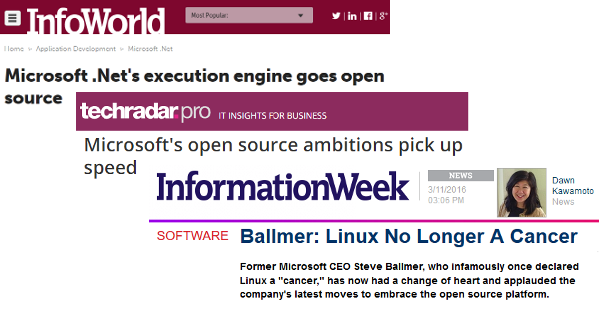 InfoWorld
Most Popular:
Home » Application Development » Microsoft .Net
Microsoft .Net's execution engine goes open
source
techradar.pro IT INSIGHTS FOR BUSINESS
Microsoft's open source ambitions pick up
speed
InformationWeek
NEWS
3/11/2016
03:06 PM
Dawn
Kawamoto
News
SOFTWARE Ballmer: Linux No Longer A Cancer
Former Microsoft CEO Steve Ballmer, who infamously once declared
Linux a "cancer," has now had a change of heart and applauded the
company's latest moves to embrace the open source platform.